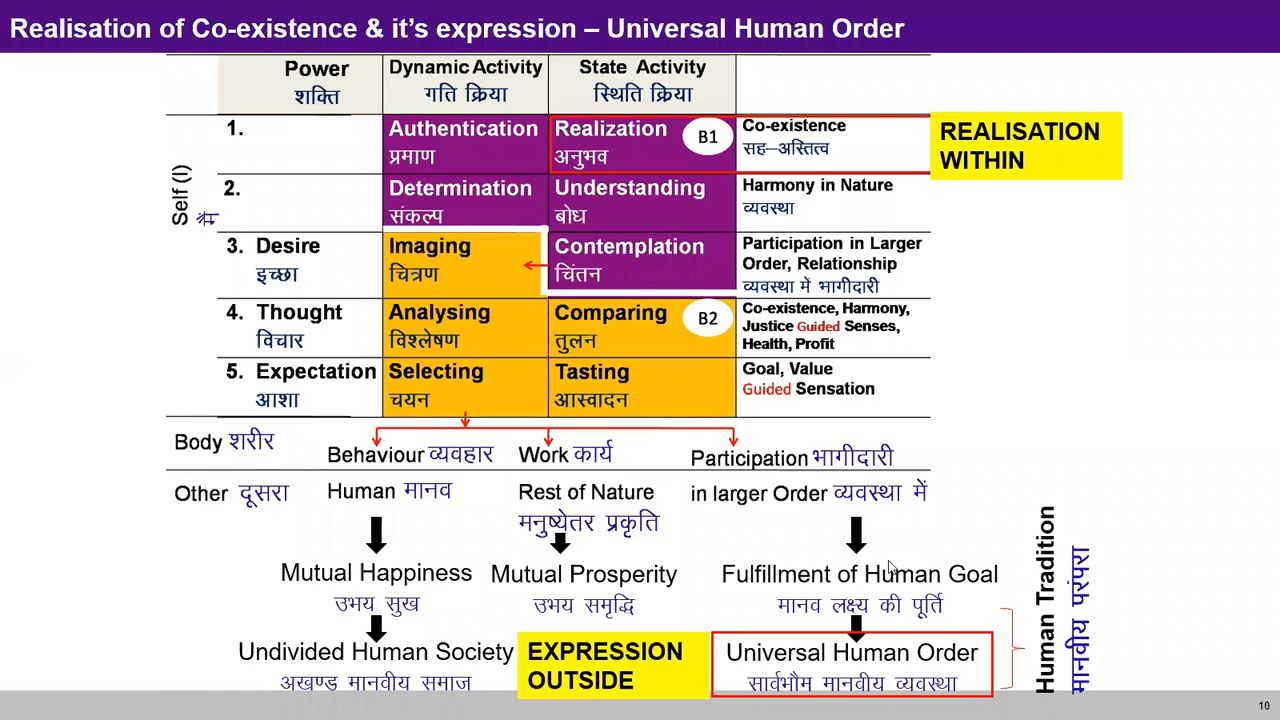 Realisation of Co-existence & it's expression – Universal Human Order
Power
शक्ति
Dynamic Activity
गति क्रिया
State Activity
स्थिति क्रिया
Self (I)
मैं
1.
Authentication
प्रमाण
Realization
अनुभव
B1
Co-existence
सह–अस्तित्व
REALISATION
WITHIN
2.
Determination
संकल्प
Understanding
बोध
Harmony in Nature
व्यवस्था
3. Desire
इच्छा
Imaging
चित्रण
Contemplation
चिंतन
Participation in Larger
Order, Relationship
व्यवस्था में भागीदारी
4. Thought
विचार
Analysing
विश्लेषण
Comparing
तुलन
B2
Co-existence, Harmony,
Justice Guided Senses,
Health, Profit
5. Expectation
आशा
Selecting
चयन
Tasting
आस्वादन
Goal, Value
Guided Sensation
Body शरीर
Behaviour व्यवहार
Work कार्य
Participation भागीदारी
Other दूसरा
Human मानव
Rest of Nature
मनुष्येतर प्रकृति
in larger Order व्यवस्था में
Mutual Happiness
उभय सुख
Mutual Prosperity
उभय समृद्धि
Fulfillment of Human Goal
मानव लक्ष्य की पूर्ति
Undivided Human Society
अखण्ड मानवीय समाज
EXPRESSION
OUTSIDE
Universal Human Order
सार्वभौम मानवीय व्यवस्था
Human Tradition
मानवीय परंपरा
10